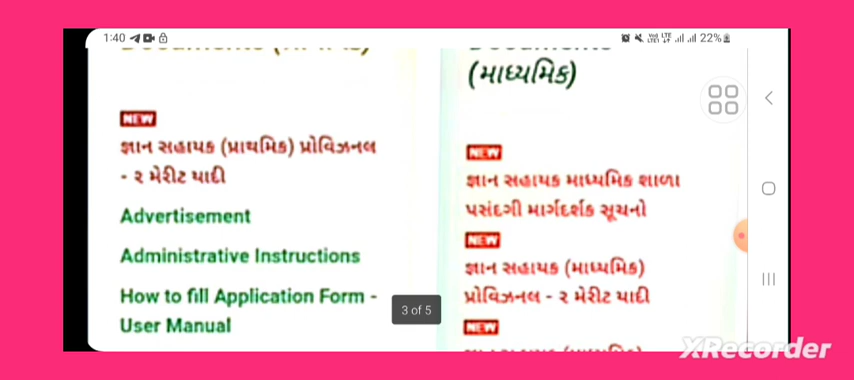 1:40
22%
(માધ્યમિક)
NEW
જ્ઞાન સહાયક (પ્રાથમિક) પ્રોવિઝનલ
- ૨ મેરીટ યાદી
Advertisement
Administrative Instructions
How to fill Application Form -
User Manual
NEW
જ્ઞાન સહાયક માધ્યમિક શાળા
પસંદગી માર્ગદર્શક સૂચનો
NEW
જ્ઞાન સહાયક (માધ્યમિક)
પ્રોવિઝનલ - ૨ મેરીટ યાદી
NEW
3 of 5
XRecorder